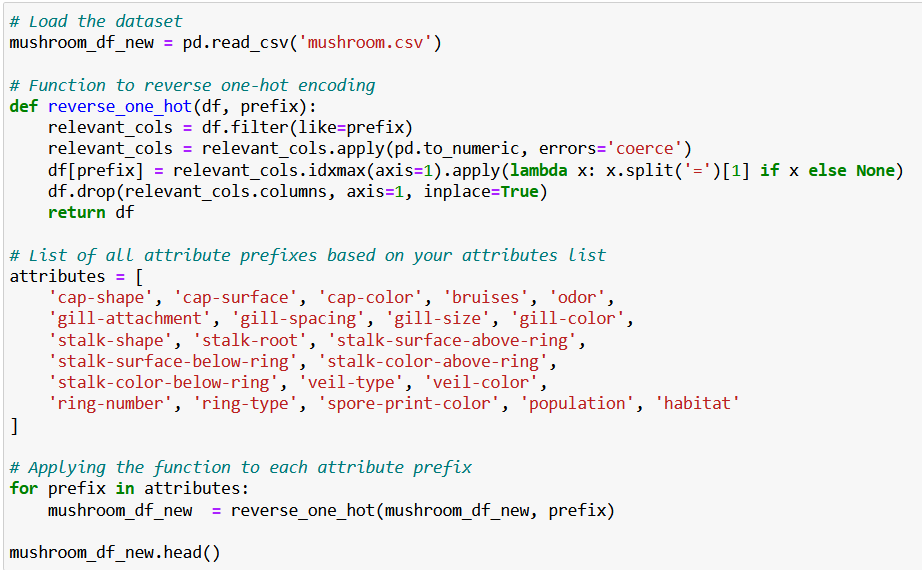 # Load the dataset
mushroom_df_new = pd.read_csv('mushroom.csv')

# Function to reverse one-hot encoding
def reverse_one_hot(df, prefix):
    relevant_cols = df.filter(like=prefix)
    relevant_cols = relevant_cols.apply(pd.to_numeric, errors='coerce')
    df[prefix] = relevant_cols.idxmax(axis=1).apply(lambda x: x.split('=')[1] if x else None)
    df.drop(relevant_cols.columns, axis=1, inplace=True)
    return df

# List of all attribute prefixes based on your attributes list
attributes = [
    'cap-shape', 'cap-surface', 'cap-color', 'bruises', 'odor',
    'gill-attachment', 'gill-spacing', 'gill-size', 'gill-color',
    'stalk-shape', 'stalk-root', 'stalk-surface-above-ring',
    'stalk-surface-below-ring', 'stalk-color-above-ring',
    'stalk-color-below-ring', 'veil-type', 'veil-color',
    'ring-number', 'ring-type', 'spore-print-color', 'population', 'habitat'
]

# Applying the function to each attribute prefix
for prefix in attributes:
    mushroom_df_new  = reverse_one_hot(mushroom_df_new, prefix)

mushroom_df_new.head()